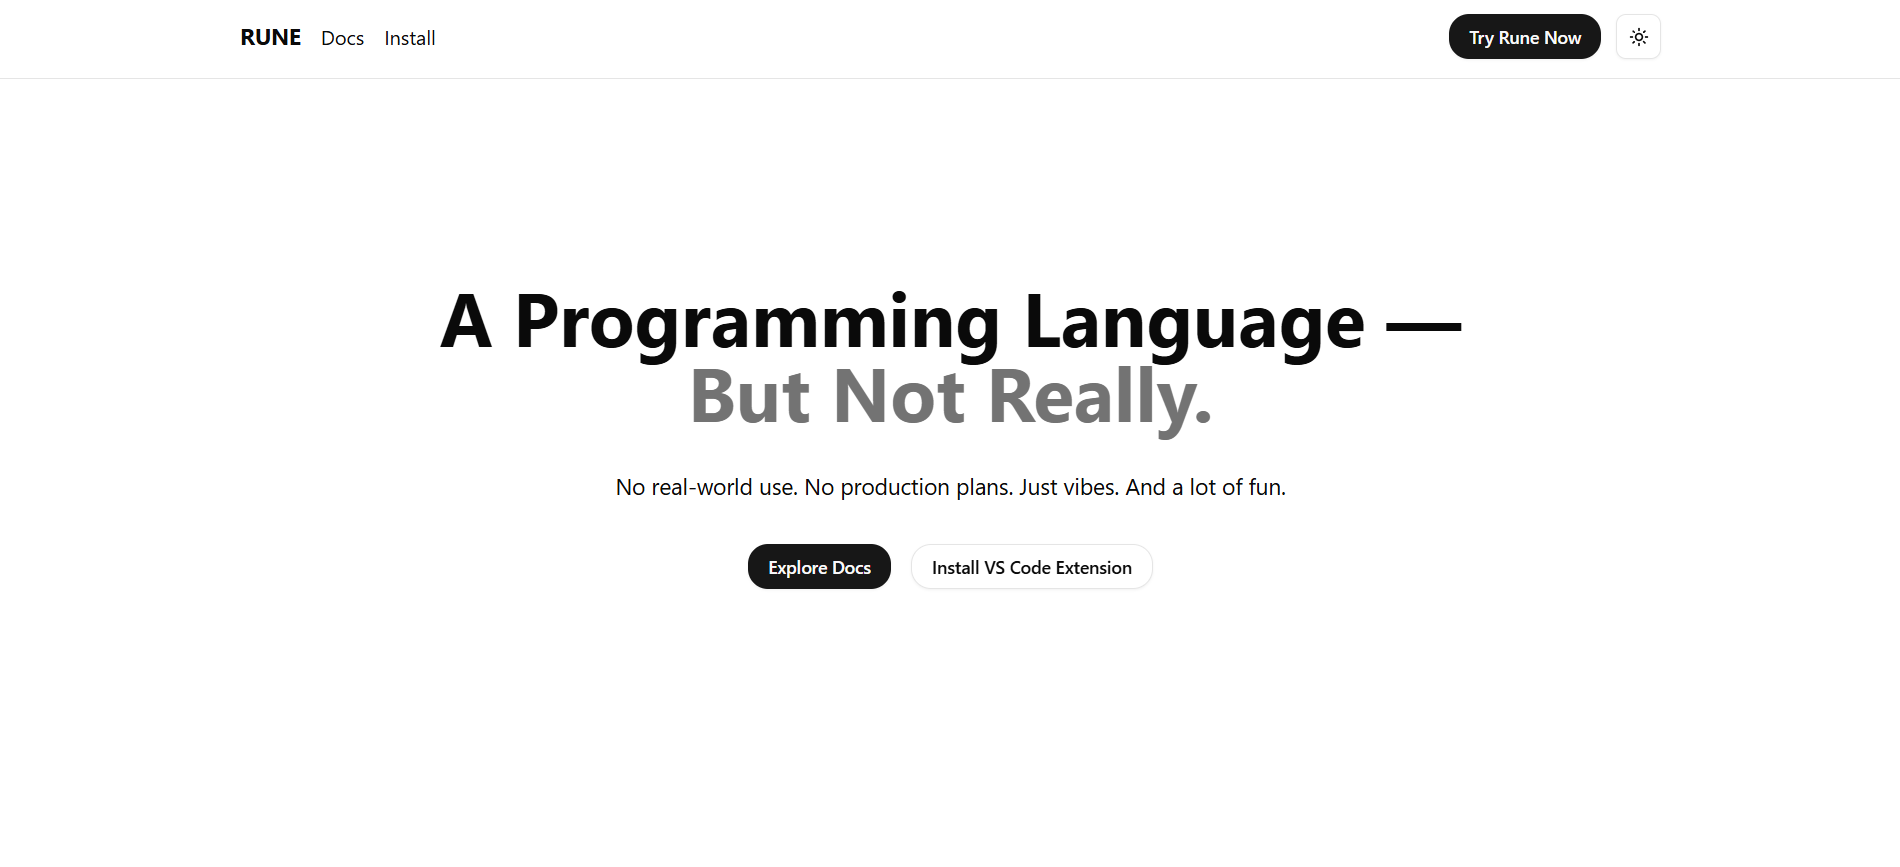 RUNE Docs Install Try Rune Now
A Programming Language —
But Not Really.
No real-world use. No production plans. Just vibes. And a lot of fun.
Explore Docs Install VS Code Extension